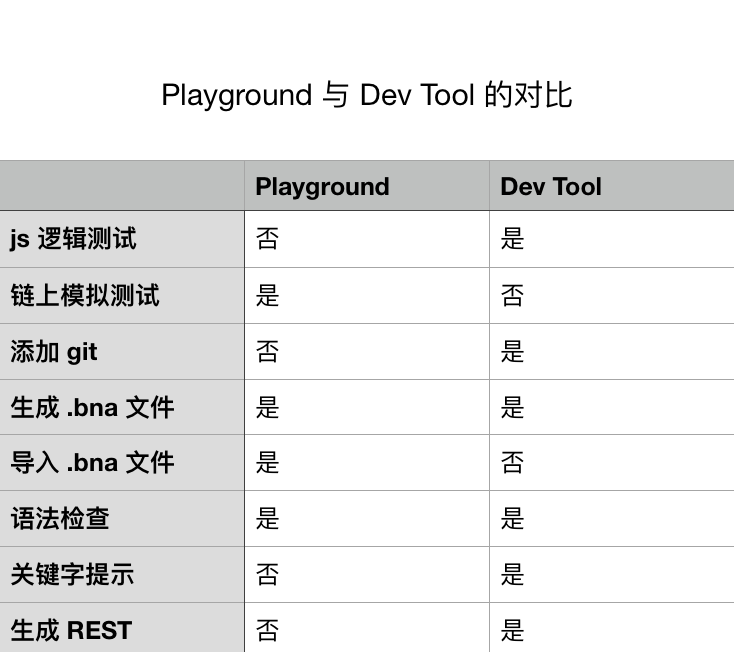 Playground 与 Dev Tool 的对比
Playground Dev Tool
js 逻辑测试 否 是
链上模拟测试 是 否
添加 git 否 是
生成 .bna 文件 是 是
导入 .bna 文件 是 否
语法检查 是 是
关键字提示 否 是
生成 REST 否 是